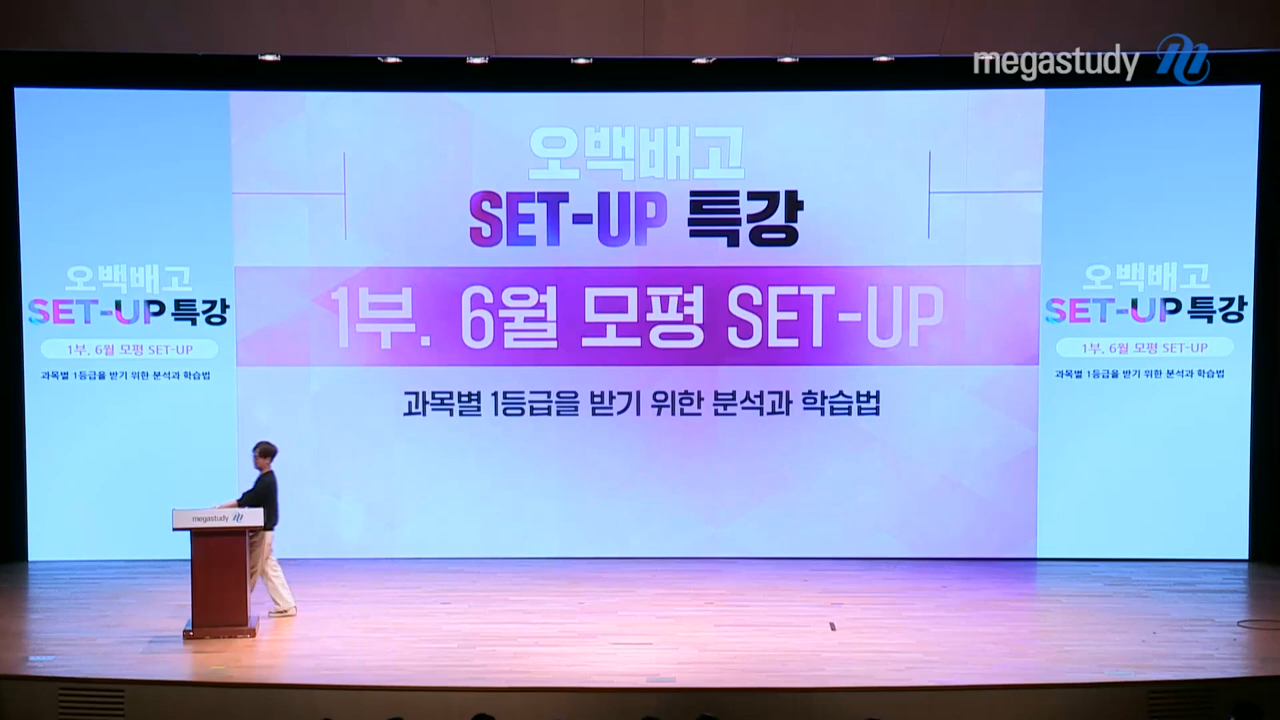 megastudy
오백배고
SET-UP 특강
1부. 6월 모평 SET-UP
과목별 1등급을 받기 위한 분석과 학습법
오백배고
SET-UP 특강
1부. 6월 모평 SET-UP
과목별 1등급을 받기 위한 분석과 학습법
오백배고
SET-UP 특강
1부. 6월 모평 SET-UP
과목별 1등급을 받기 위한 분석과 학습법
megastudy